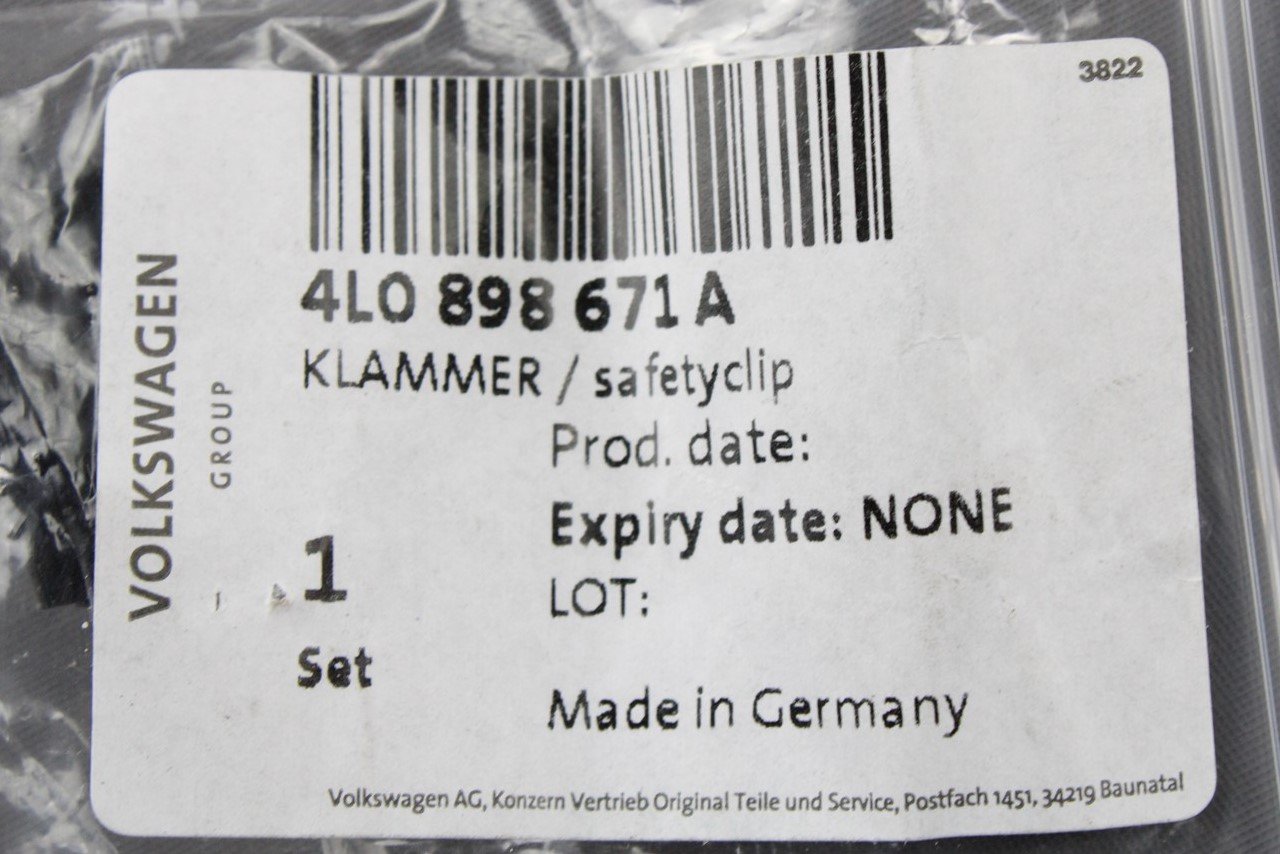 3822
4L0 898 671 A
KLAMMER / safetyclip
Prod. date:
Expiry date: NONE
LOT:
1
Set
Made in Germany
Volkswagen AG, Konzern Vertrieb Original Teile und Service, Postfach 1451, 34219 Baunatal
VOLKSWAGEN
GROUP